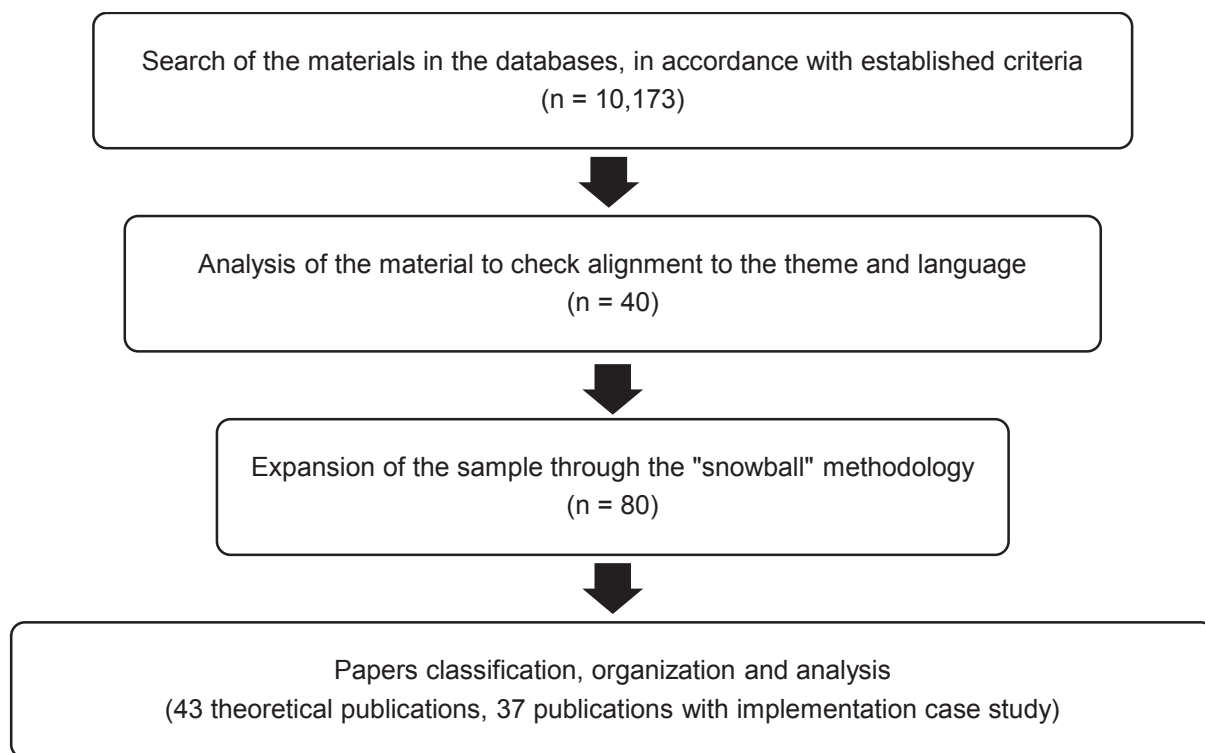 Search of the materials in the databases, in accordance with established criteria
(n = 10,173)
Analysis of the material to check alignment to the theme and language
(n = 40)
Expansion of the sample through the "snowball" methodology
(n = 80)
Papers classification, organization and analysis
(43 theoretical publications, 37 publications with implementation case study)